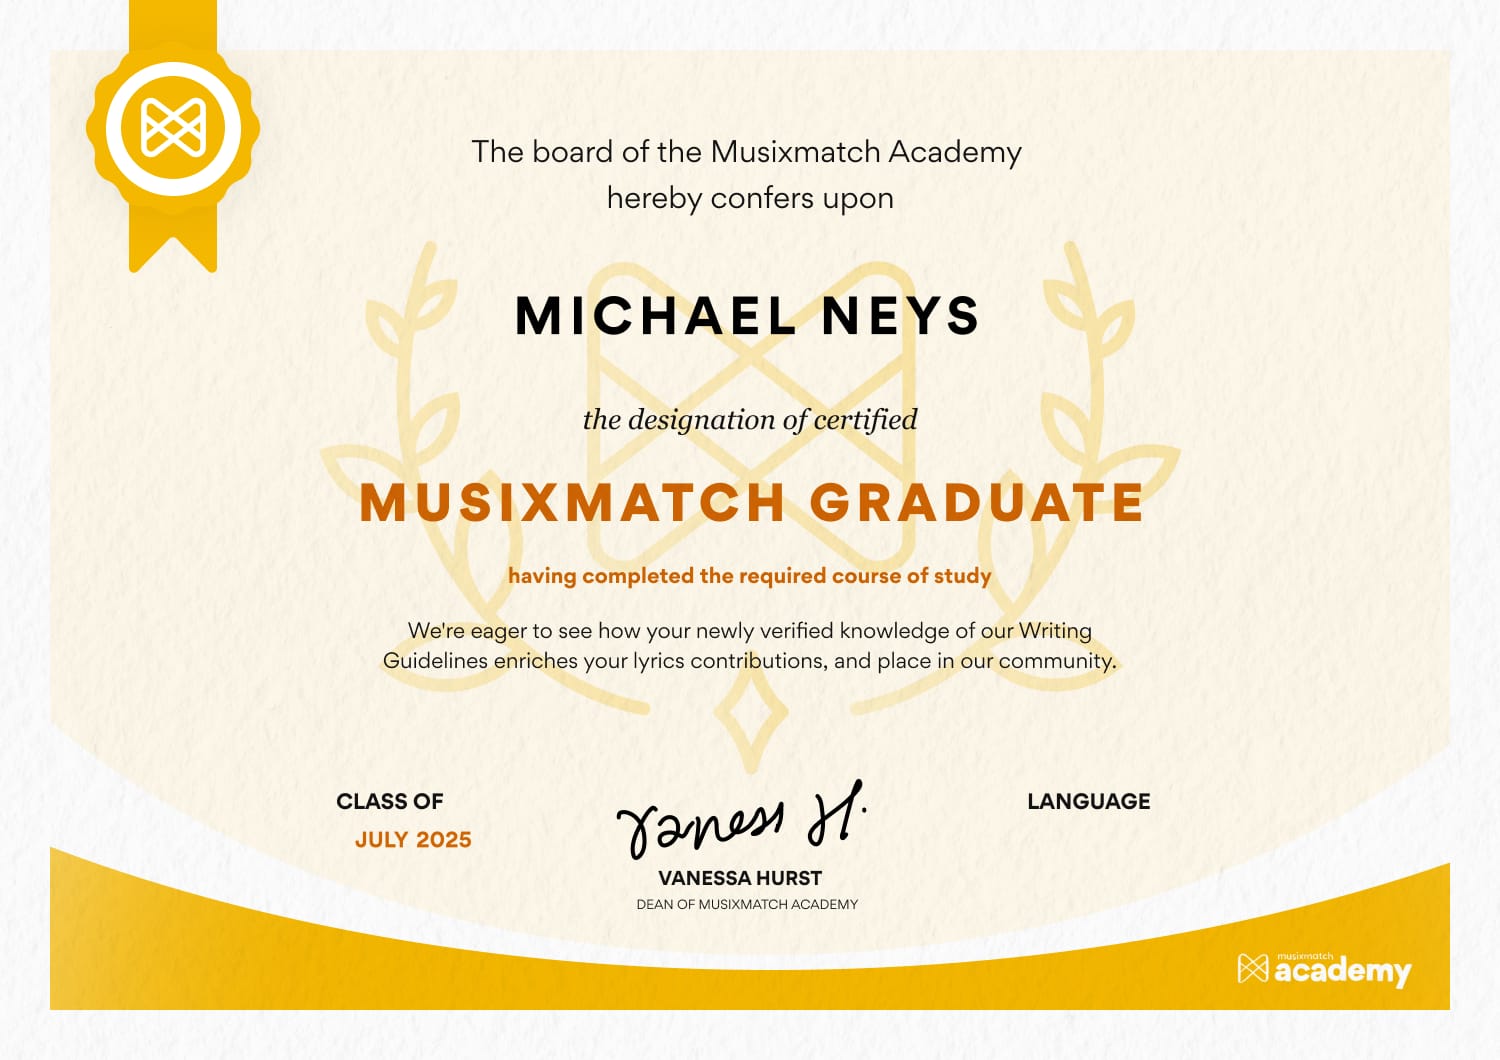 The board of the Musixmatch Academy
hereby confers upon
MICHAEL NEYS
the designation of certified
MUSIXMATCH GRADUATE
having completed the required course of study
We're eager to see how your newly verified knowledge of our Writing
Guidelines enriches your lyrics contributions, and place in our community.
CLASS OF
JULY 2025
Vaness H.
VANESSA HURST
DEAN OF MUSIXMATCH ACADEMY
LANGUAGE
musixmatch
academy